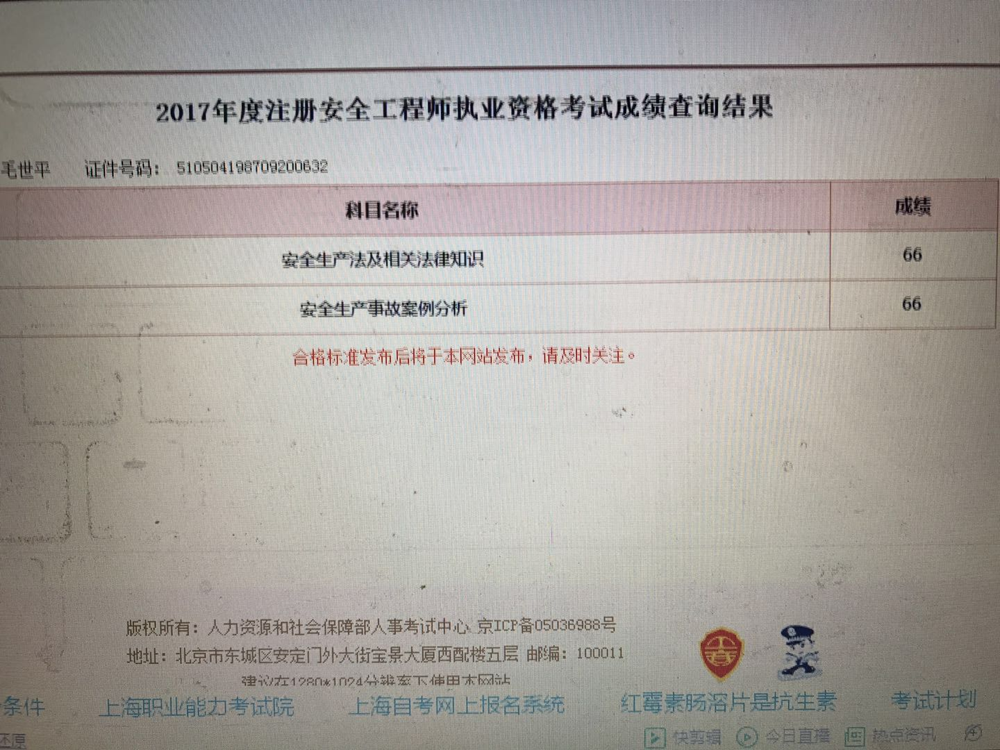 2017年度注册安全工程师执业资格考试成绩查询结果
毛世平 证件号码： 510504198709200632
科目名称 成绩
安全生产法及相关法律知识 66
安全生产事故案例分析 66
合格标准发布后将于本网站发布，请及时关注。
版权所有：人力资源和社会保障部人事考试中心 京ICP备05036988号
地址：北京市东城区安定门外大街宝景大厦西配楼五层 邮编：100011
建议在1280*1024分辨率下使用本网站
条件 上海职业能力考试院 上海自考网上报名系统 红霉素肠溶片是抗生素 考试计划
还原 快剪辑 今日直播 热点资讯